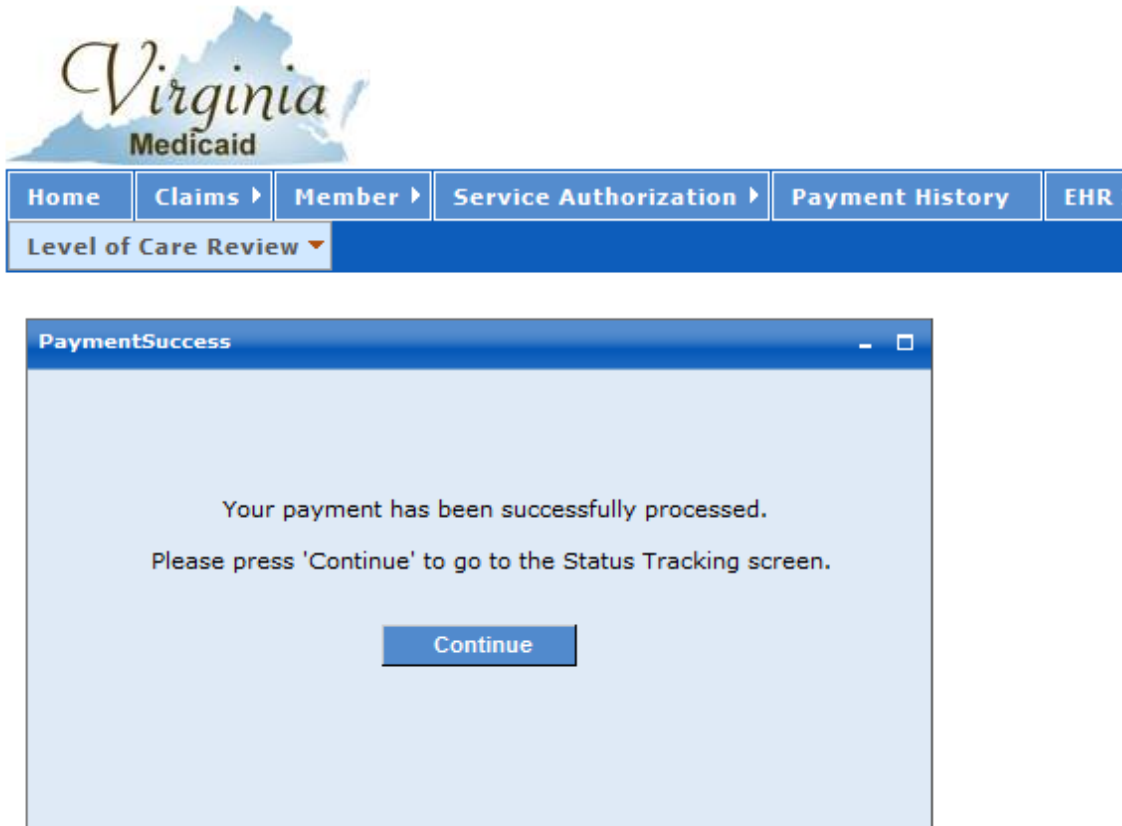 Virginia
Medicaid
Home Claims Member Service Authorization Payment History EHR
Level of Care Review
PaymentSuccess
Your payment has been successfully processed.
Please press 'Continue' to go to the Status Tracking screen.
Continue